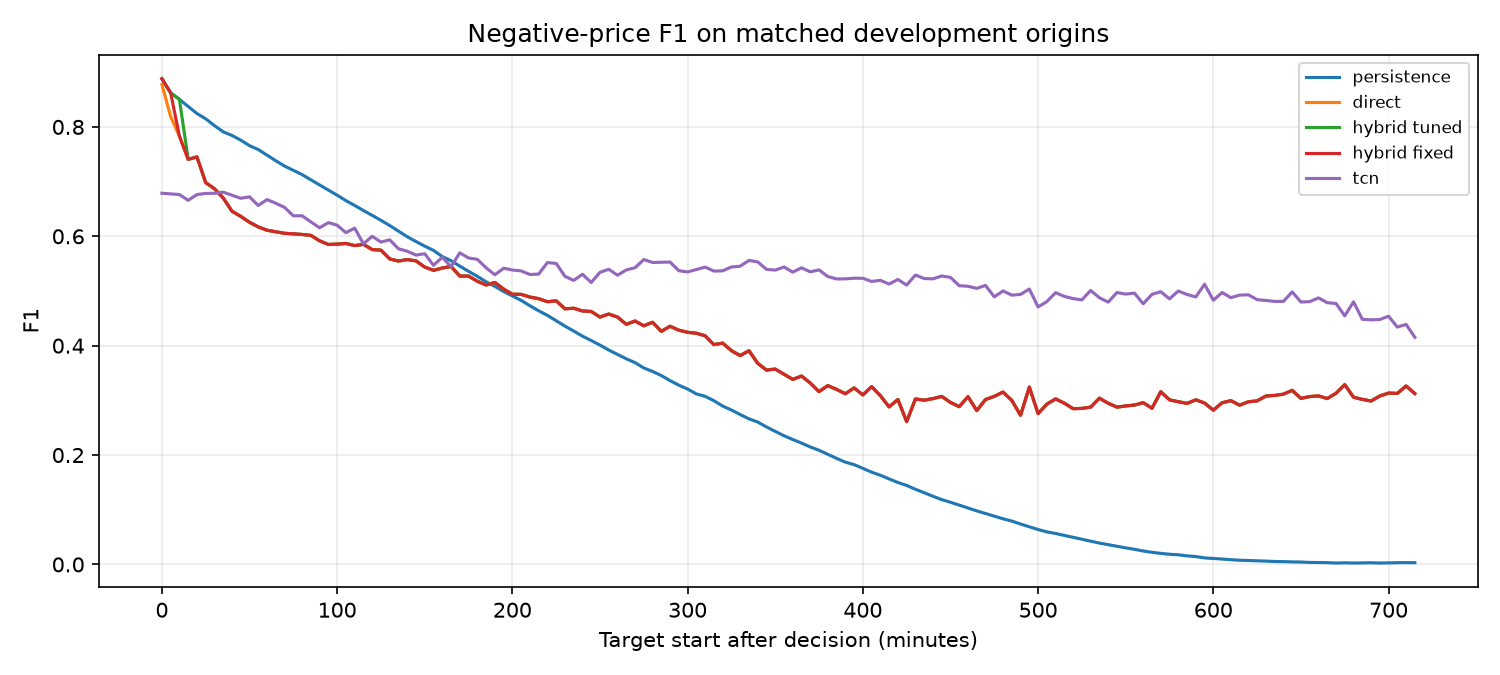 Negative-price F1 on matched development origins
persistence
direct
hybrid tuned
hybrid fixed
tcn
F1
0.8
0.6
0.4
0.2
0.0
0 100 200 300 400 500 600 700
Target start after decision (minutes)